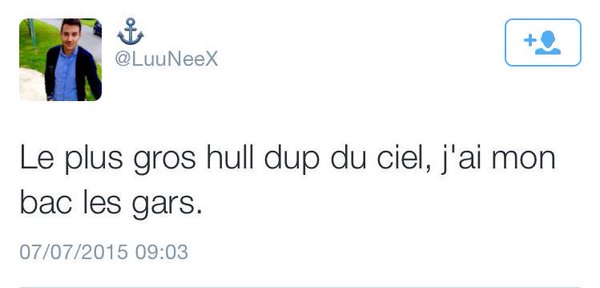 ⚓
@LuuNeeX
Le plus gros hull dup du ciel, j'ai mon
bac les gars.
07/07/2015 09:03